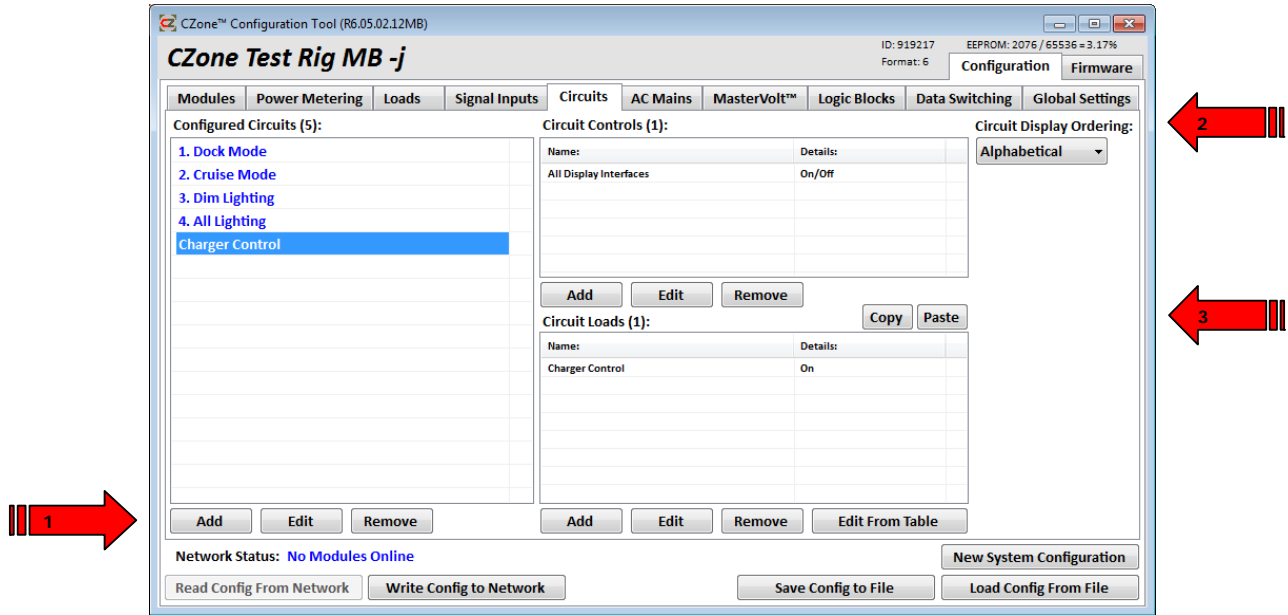 CZone™ Configuration Tool (R6.05.02.12MB)
CZone Test Rig MB -j
ID: 919217 EEPROM: 2076 / 65536 = 3.17%
Format: 6
Configuration Firmware
Modules Power Metering Loads Signal Inputs Circuits AC Mains MasterVolt™ Logic Blocks Data Switching Global Settings
Configured Circuits (5):
1. Dock Mode
2. Cruise Mode
3. Dim Lighting
4. All Lighting
Charger Control
Add Edit Remove
Circuit Controls (1):
Name: Details:
All Display Interfaces On/Off
Add Edit Remove
Copy Paste
Circuit Loads (1):
Name: Details:
Charger Control On
Add Edit Remove Edit From Table
Circuit Display Ordering:
Alphabetical
Network Status: No Modules Online
New System Configuration
Read Config From Network Write Config to Network Save Config to File Load Config From File
1
2
3